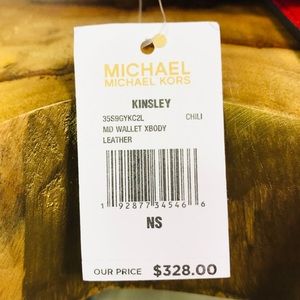 MICHAEL
MICHAEL KORS
KINSLEY
35S9GYKC2L CHILI
MD WALLET XBODY
LEATHER
1 92877 34546 6
NS
OUR PRICE $328.00